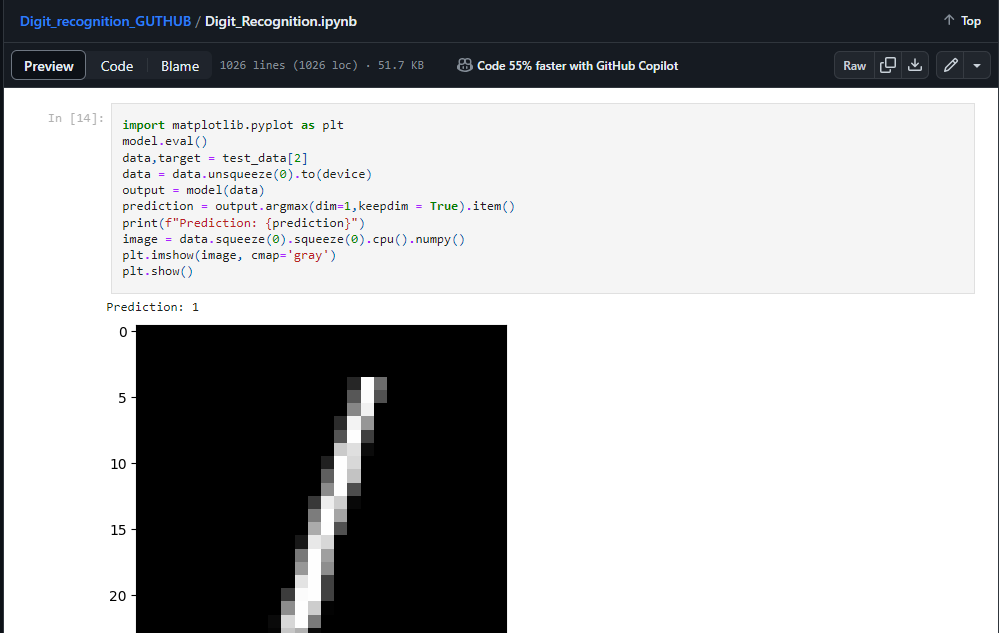 Digit_recognition_GUTHUB / Digit_Recognition.ipynb
Top
Preview Code Blame 1026 lines (1026 loc) · 51.7 KB Code 55% faster with GitHub Copilot Raw
In [14]:
import matplotlib.pyplot as plt
model.eval()
data,target = test_data[2]
data = data.unsqueeze(0).to(device)
output = model(data)
prediction = output.argmax(dim=1,keepdim = True).item()
print(f"Prediction: {prediction}")
image = data.squeeze(0).squeeze(0).cpu().numpy()
plt.imshow(image, cmap='gray')
plt.show()
Prediction: 1
0
5
10
15
20